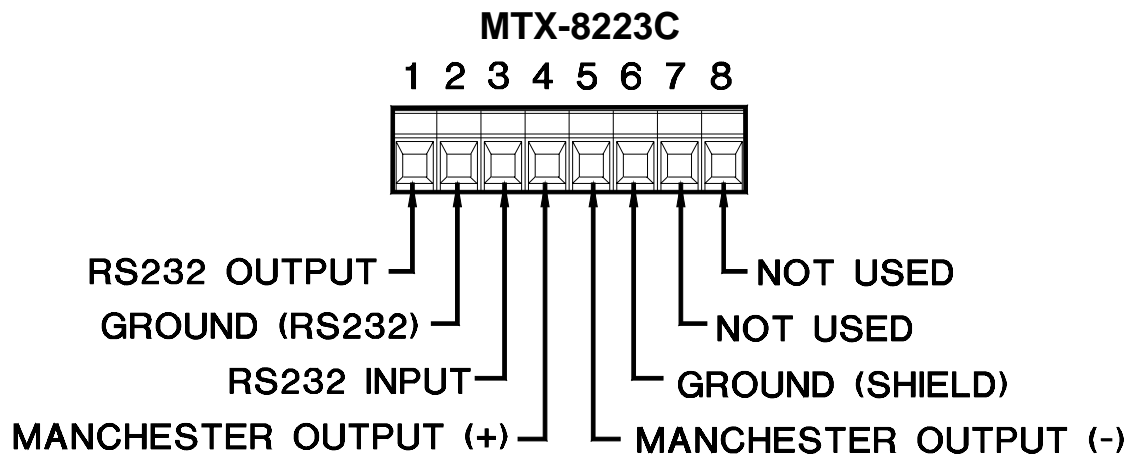 MTX-8223C
1 2 3 4 5 6 7 8
RS232 OUTPUT
NOT USED
GROUND (RS232)
NOT USED
RS232 INPUT
GROUND (SHIELD)
MANCHESTER OUTPUT (+)
MANCHESTER OUTPUT (-)